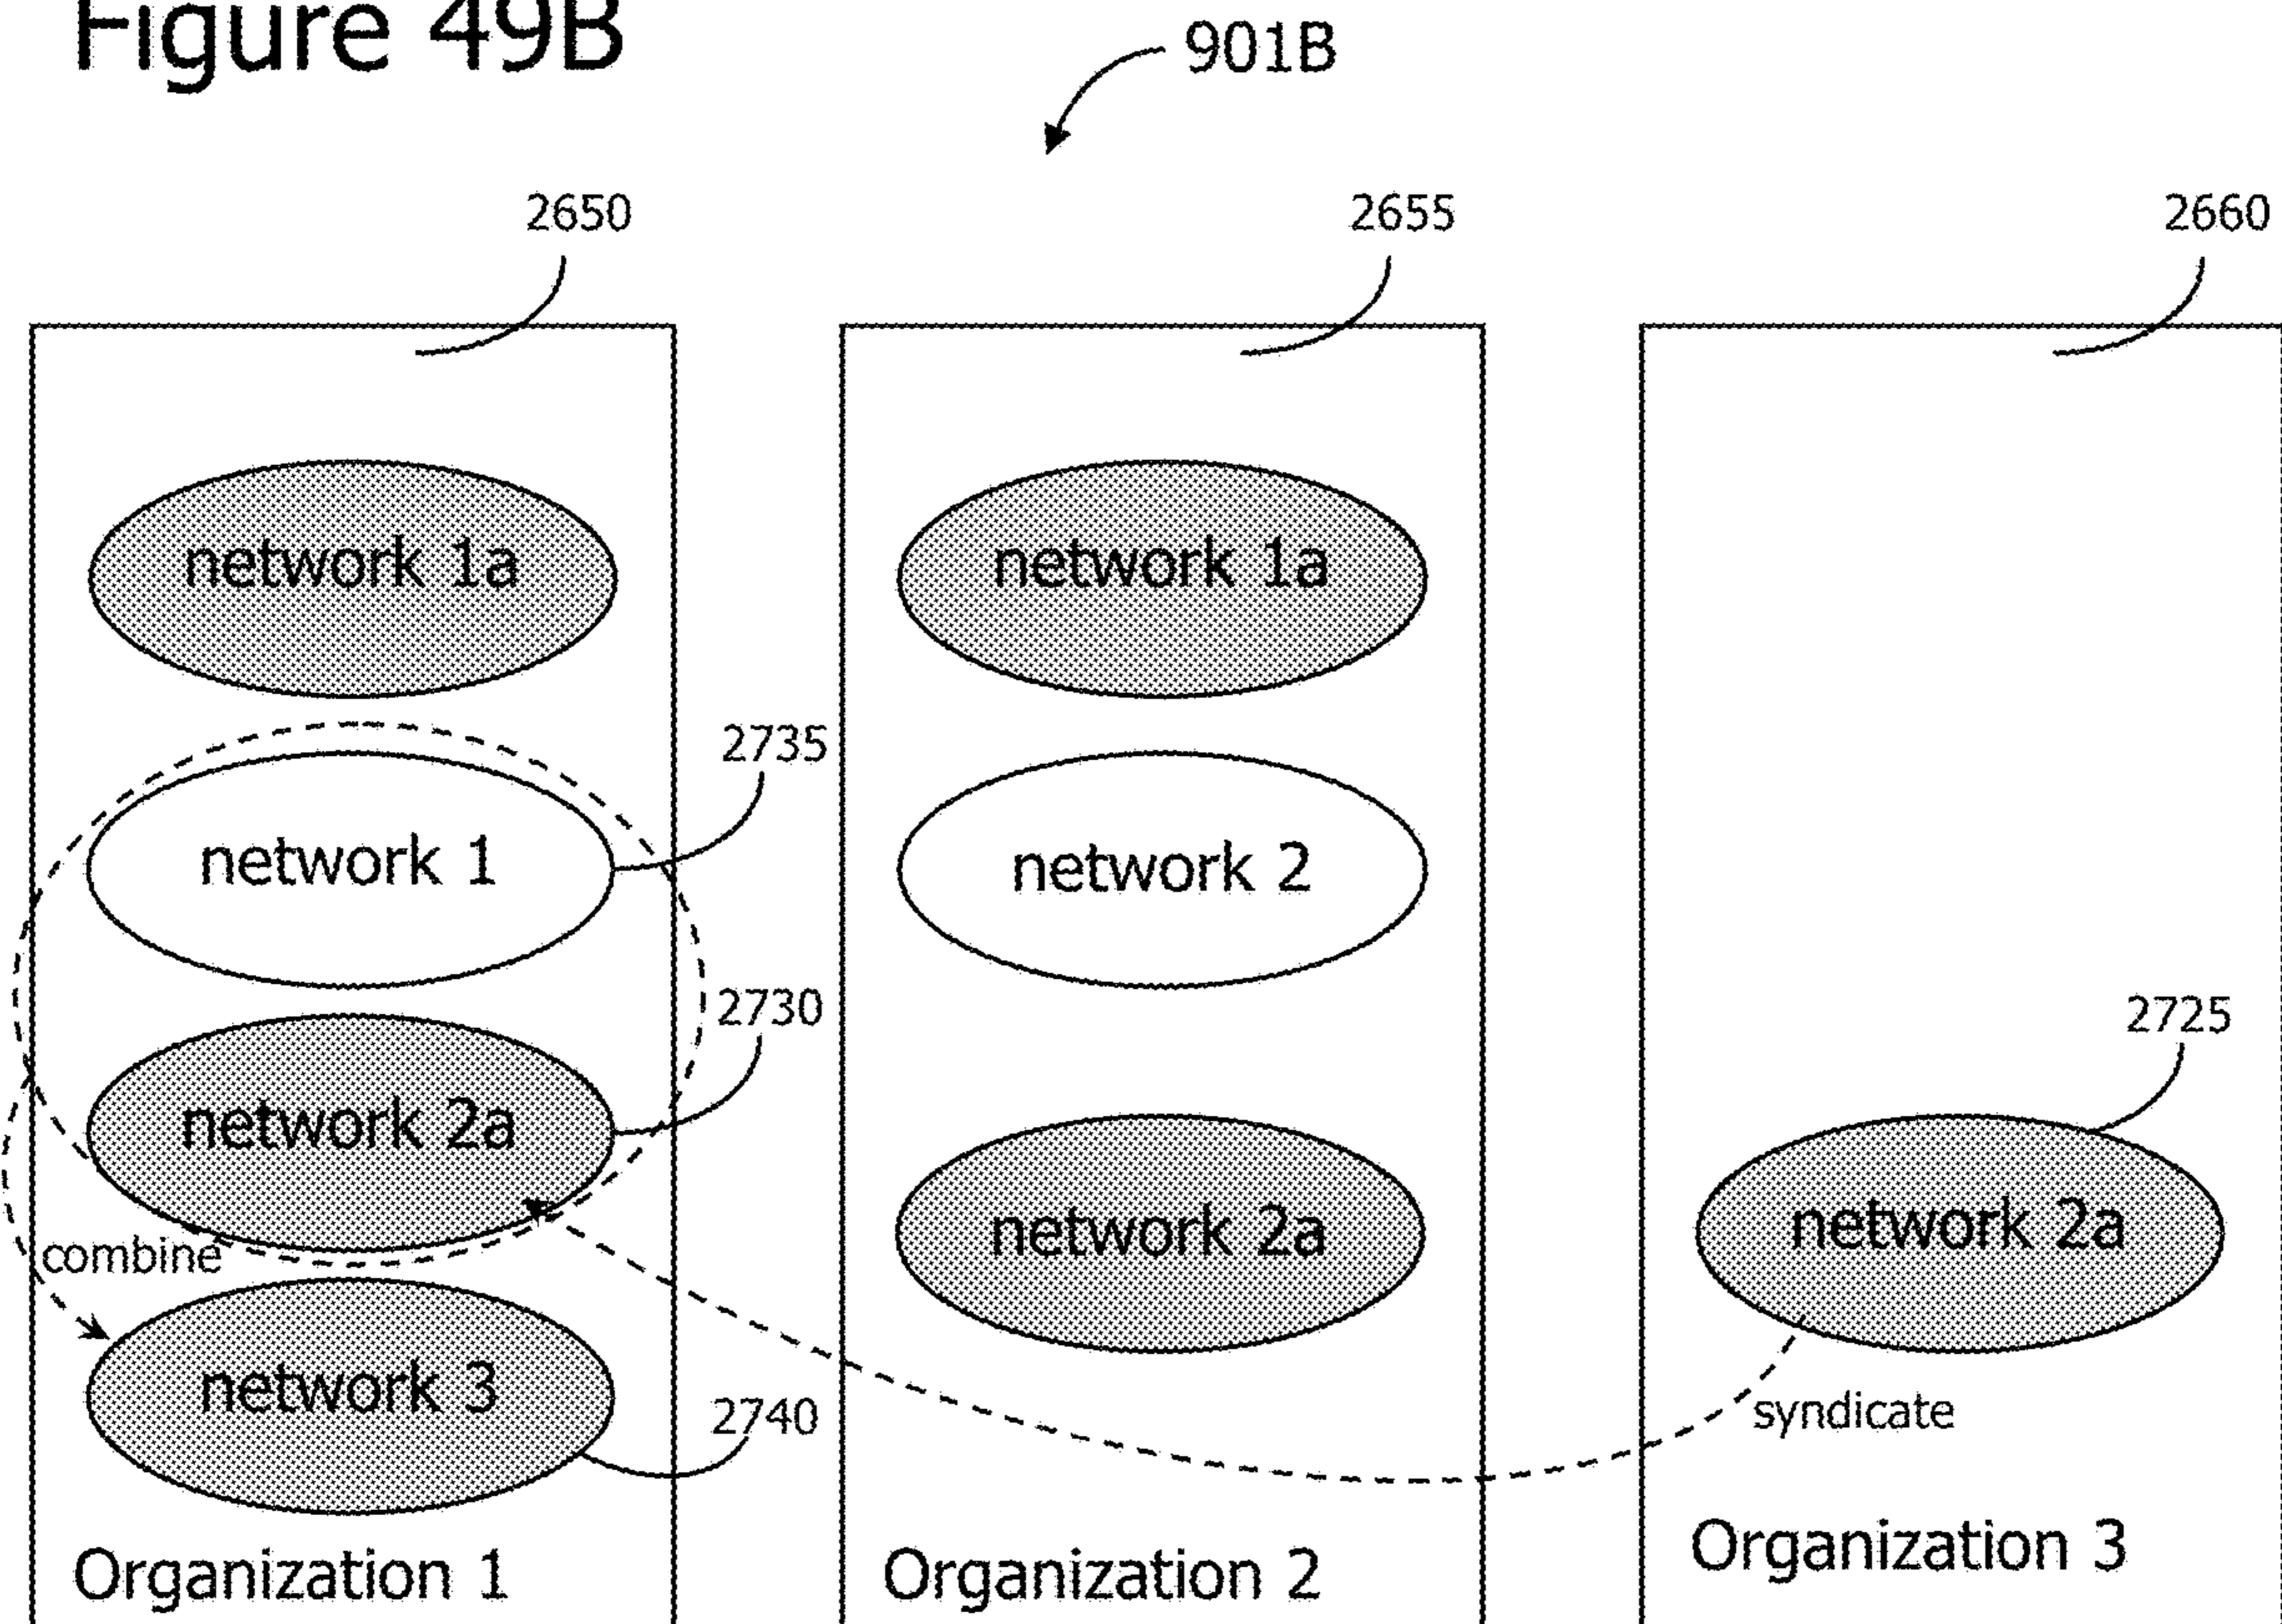 Figure 49B
901B
2650
2655
2660
network 1a
network 1a
2735
network 1
network 2
2730
2725
network 2a
network 2a
network 2a
combine
network 3
2740
syndicate
Organization 1
Organization 2
Organization 3